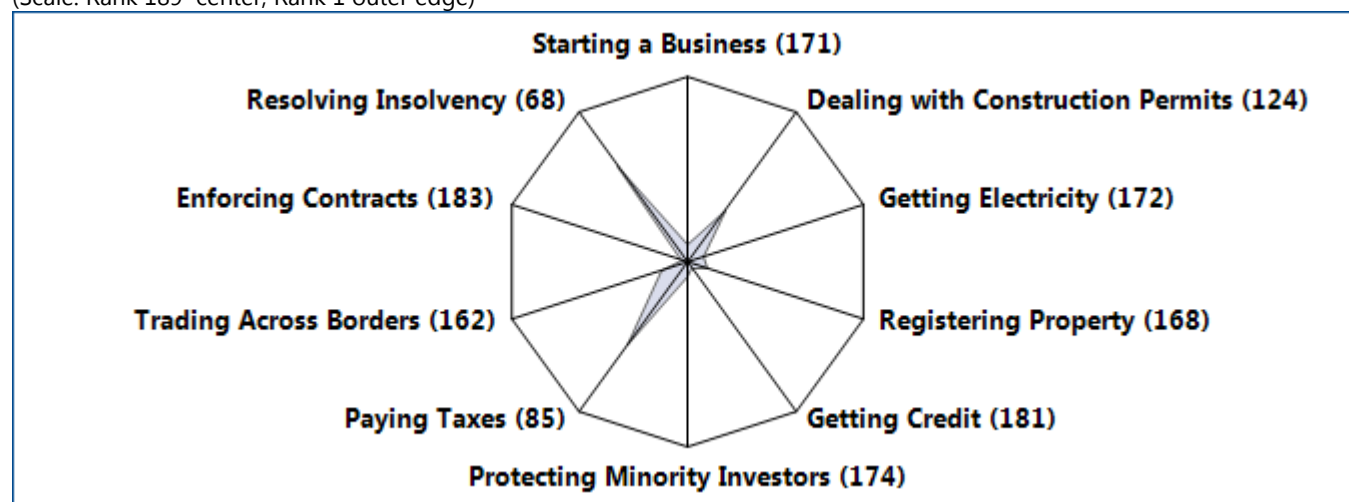 (Scale: Rank 189 center, Rank 1 outer edge)
Starting a Business (171)
Resolving Insolvency (68)
Dealing with Construction Permits (124)
Enforcing Contracts (183)
Getting Electricity (172)
Trading Across Borders (162)
Registering Property (168)
Paying Taxes (85)
Getting Credit (181)
Protecting Minority Investors (174)